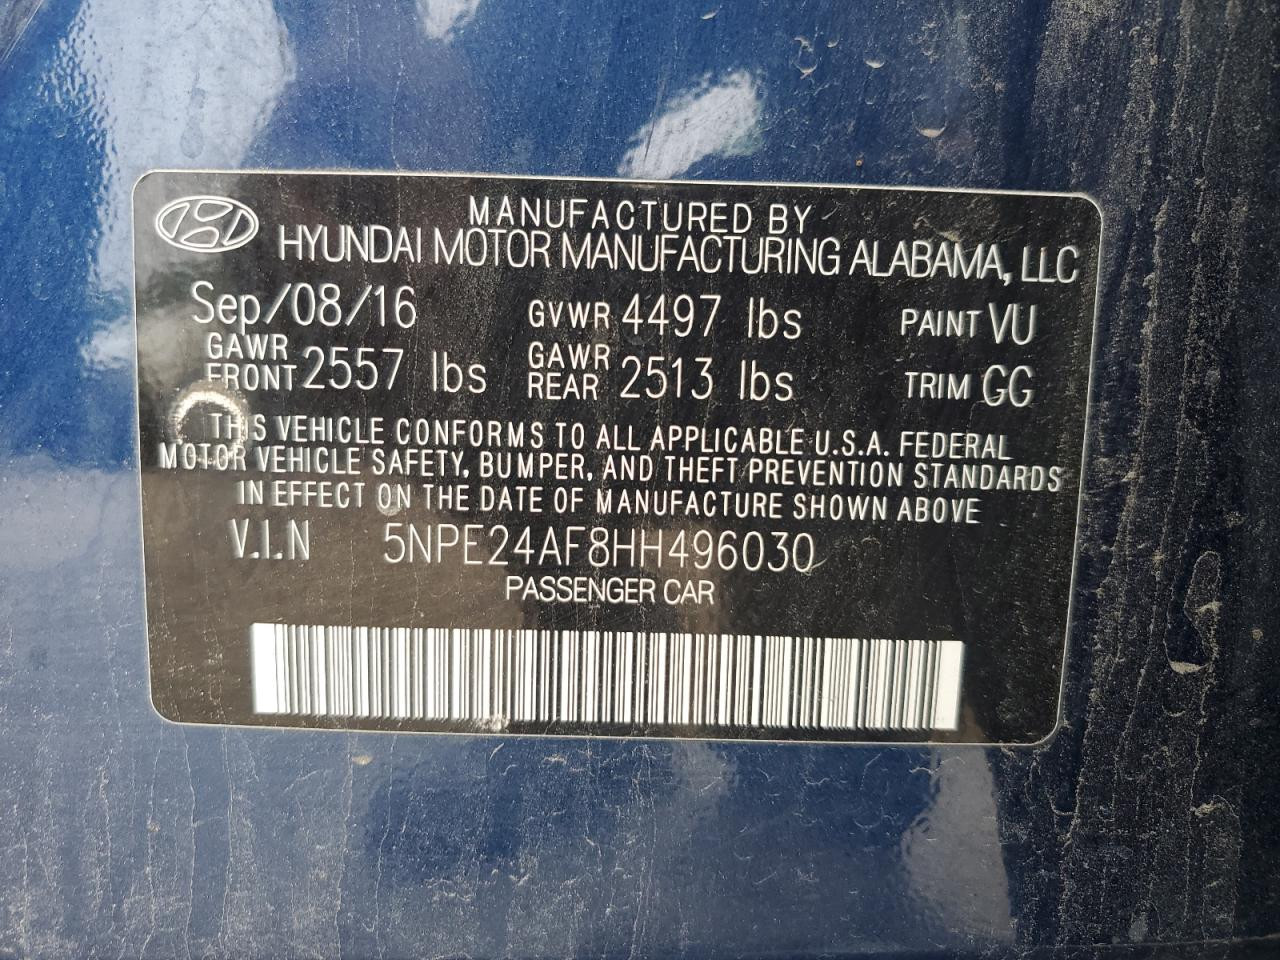 MANUFACTURED BY
HYUNDAI MOTOR MANUFACTURING ALABAMA, LLC
Sep/08/16 GVWR 4497 lbs PAINT VU
GAWR FRONT 2557 lbs GAWR REAR 2513 lbs TRIM GG
THIS VEHICLE CONFORMS TO ALL APPLICABLE U.S.A. FEDERAL
MOTOR VEHICLE SAFETY, BUMPER, AND THEFT PREVENTION STANDARDS
IN EFFECT ON THE DATE OF MANUFACTURE SHOWN ABOVE
V.I.N 5NPE24AF8HH496030
PASSENGER CAR